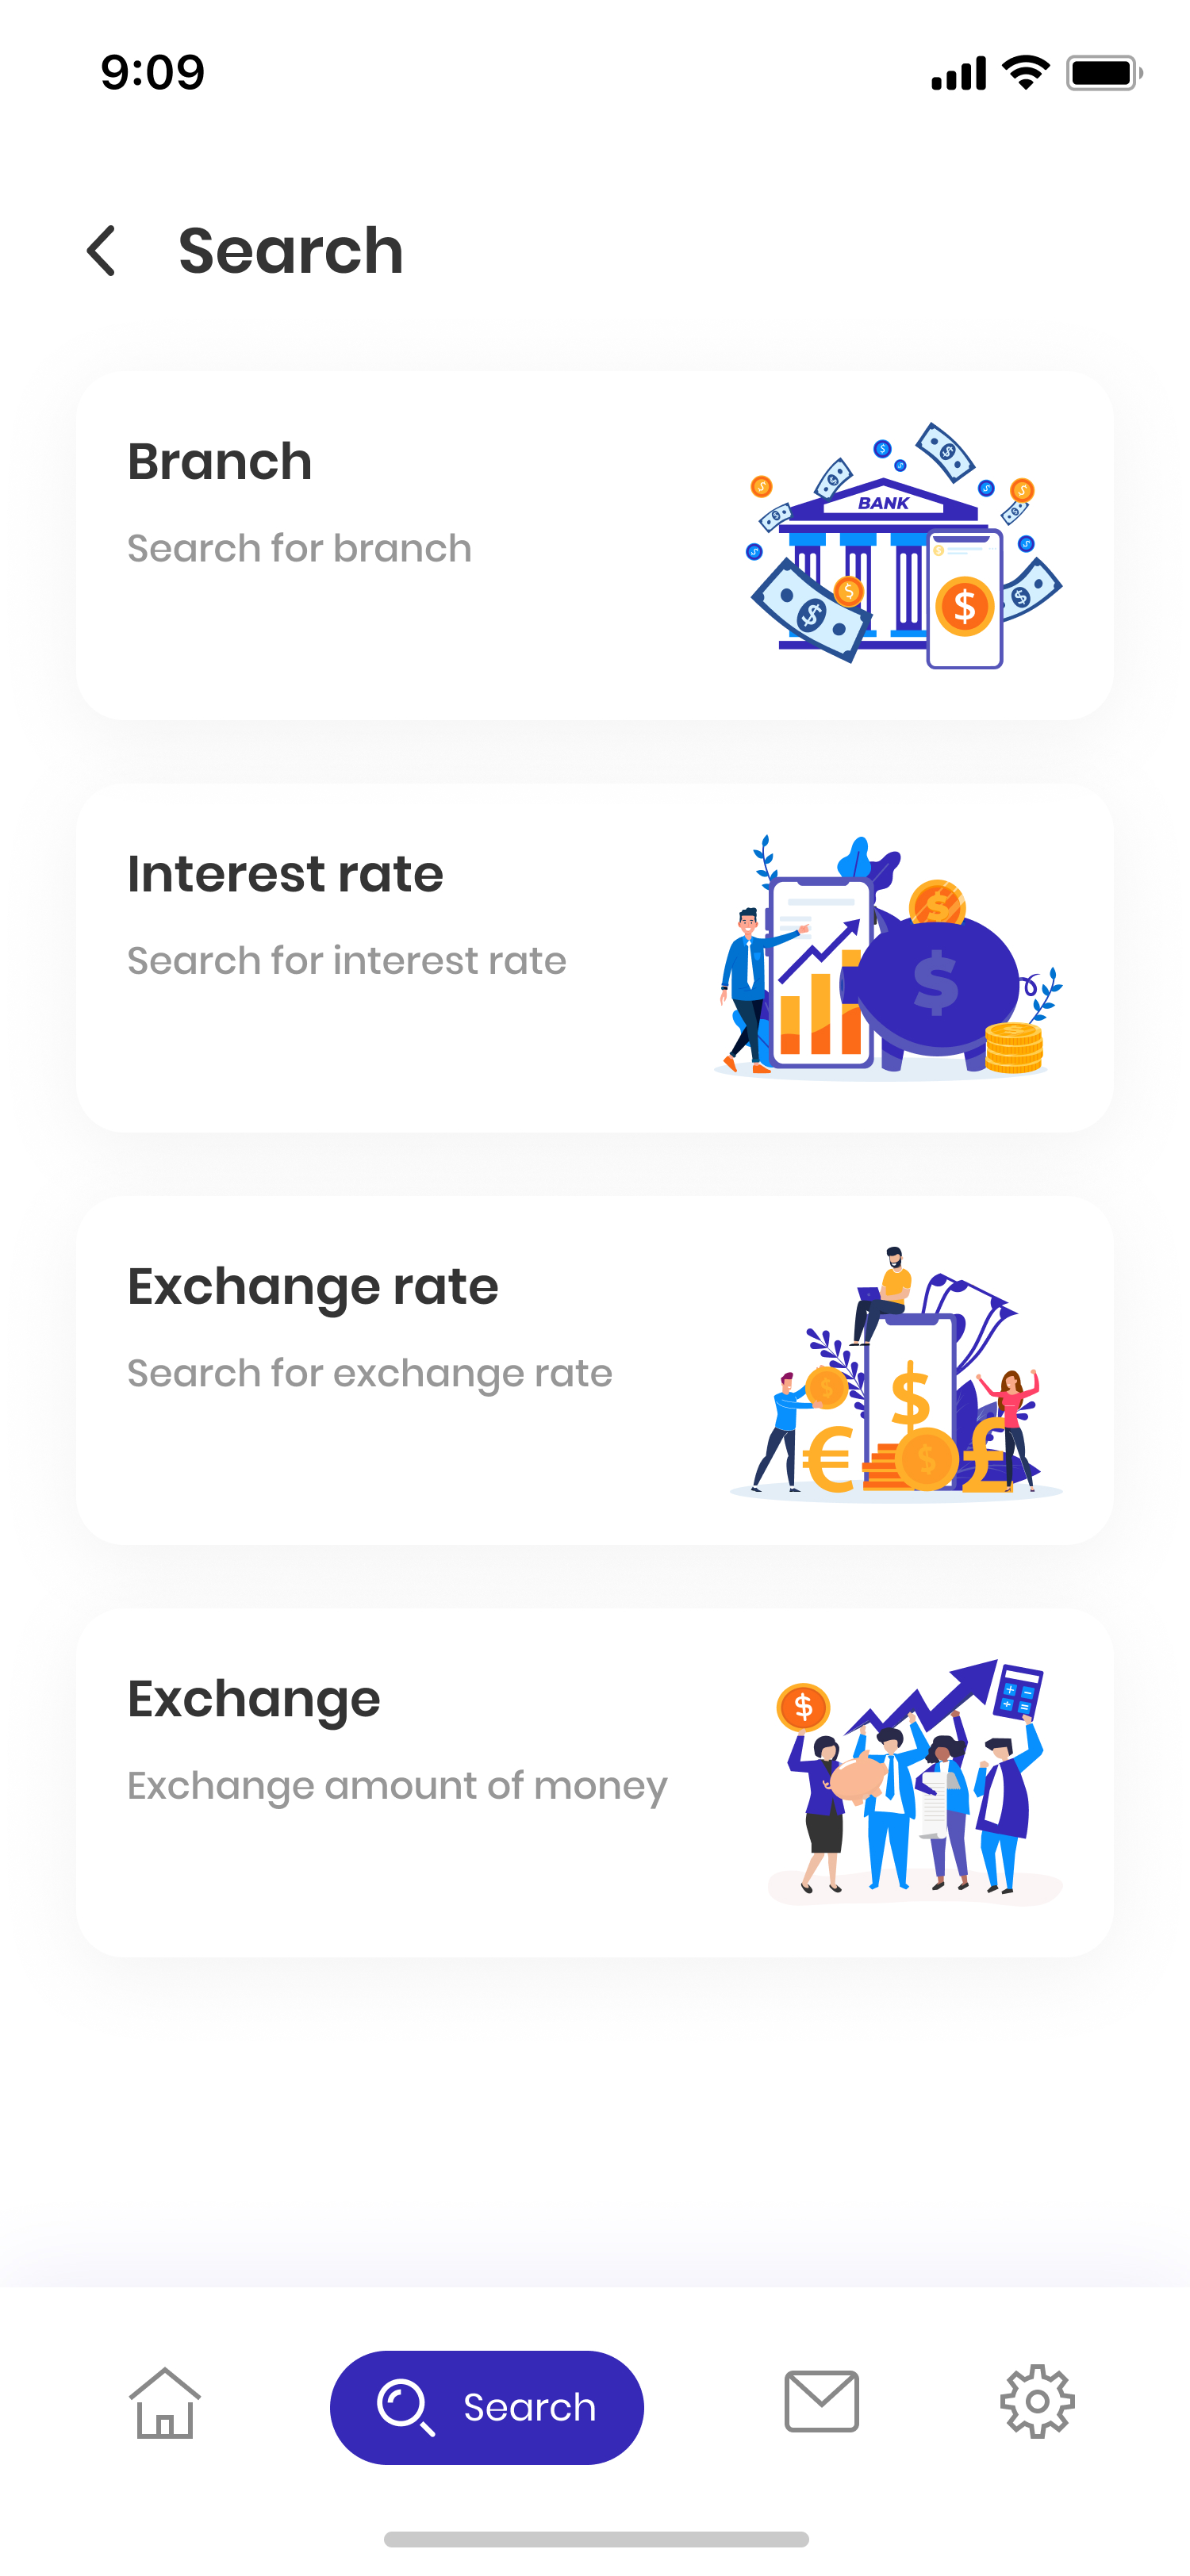 9:09
Search
Branch
Search for branch
BANK
Interest rate
Search for interest rate
Exchange rate
Search for exchange rate
Exchange
Exchange amount of money
Search